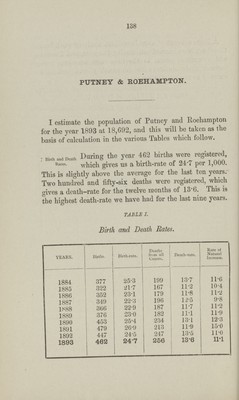 138
PUTNEY & ROEHAMPTON.
I estimate the population of Putney and Roehampton
for the year 1893 at 18,692, and this will be taken as the
basis of calculation in the various Tables which follow.
Birth and Death Rates.
During the year 462 births were registered,
which gives us a birth-rate of 24·7 per 1,000.
This is slightly above the average for the last ten years.
Two hundred and fifty-six deaths were registered, which
gives a death-rate for the twelve months of 13·6. This is
the highest death-rate we have had for the last nine years.
TABLE I.
Birth and Death Rates.
YEARS. Births. Birth-rate. Deaths, from all Causes. Death-rate. Rate of Natural Increase.
1884 377 25·3 199 13·7 11·6
1885 322 21·7 167 11·2 10·4
1886 352 23·1 179 11·8 11·2
1887 349 22·3 196 12·5 9·8
1888 366 22·9 187 11·7 11·2
1889 376 23·0 182 11·1 11·9
1890 453 25·4 234 13·1 12·3
1891 479 26·9 213 11·9 15·0
1892 447 24·5 247 13·5 11·0
1893 462 24·7 256 13·6 11·1